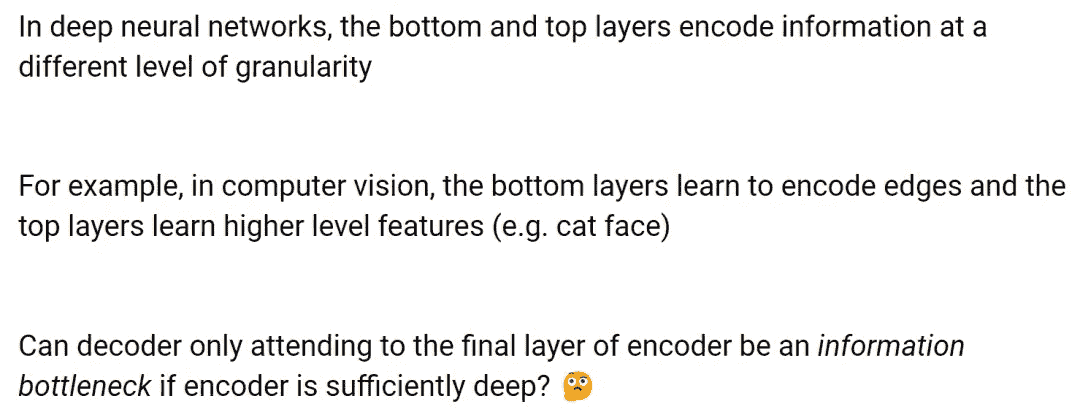 In deep neural networks, the bottom and top layers encode information at a
different level of granularity
For example, in computer vision, the bottom layers learn to encode edges and the
top layers learn higher level features (e.g. cat face)
Can decoder only attending to the final layer of encoder be an information
bottleneck if encoder is sufficiently deep? 🤔